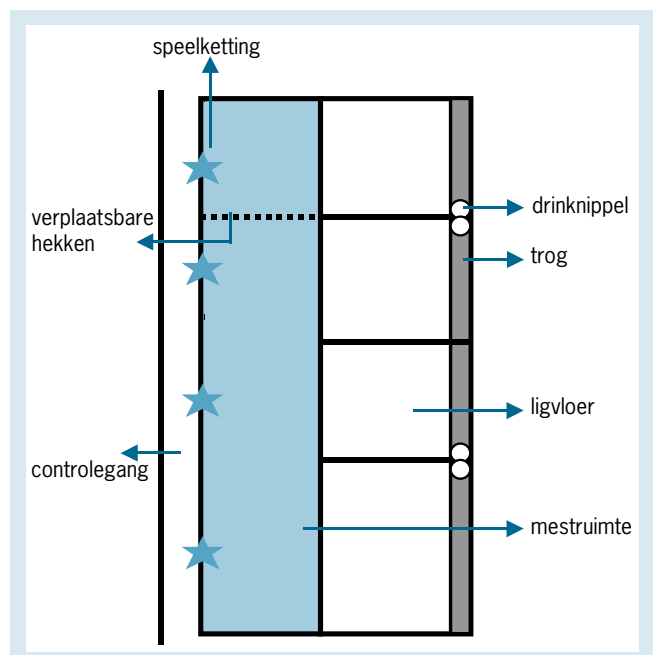 speelketting
verplaatsbare
hekken
controlegang
drinknippel
trog
ligvloer
mestruimte